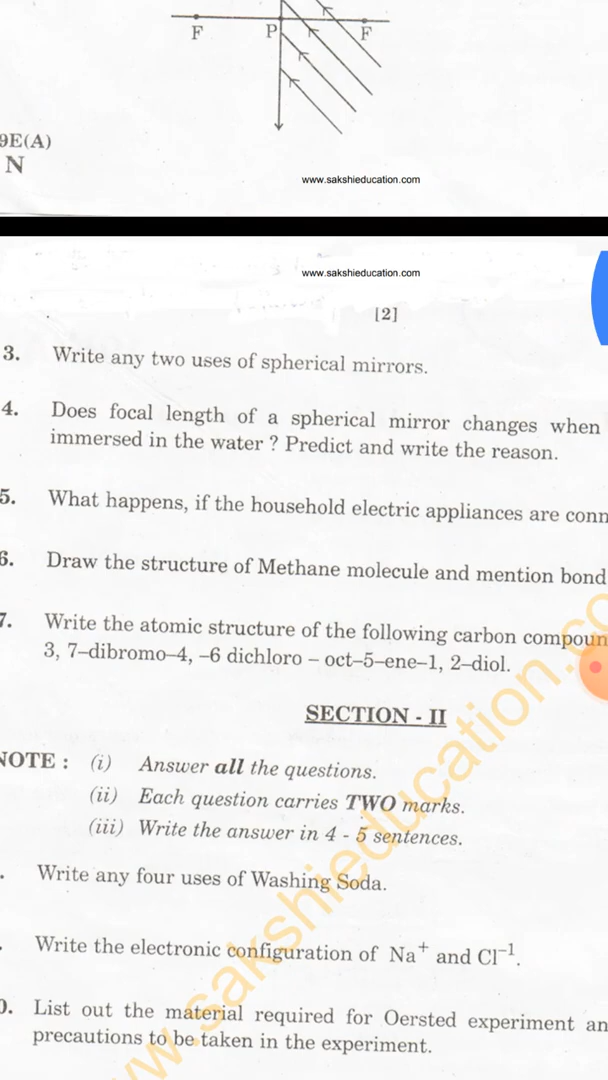 F P F
9E(A)
N
www.sakshieducation.com
www.sakshieducation.com
[2]
3. Write any two uses of spherical mirrors.
4. Does focal length of a spherical mirror changes when
immersed in the water ? Predict and write the reason.
5. What happens, if the household electric appliances are conn
6. Draw the structure of Methane molecule and mention bond
7. Write the atomic structure of the following carbon compoun
3, 7–dibromo–4, –6 dichloro – oct–5–ene–1, 2–diol.
SECTION - II
NOTE : (i) Answer all the questions.
(ii) Each question carries TWO marks.
(iii) Write the answer in 4 - 5 sentences.
. Write any four uses of Washing Soda.
. Write the electronic configuration of Na⁺ and Cl⁻¹.
0. List out the material required for Oersted experiment an
precautions to be taken in the experiment.
www.sakshieducation.co